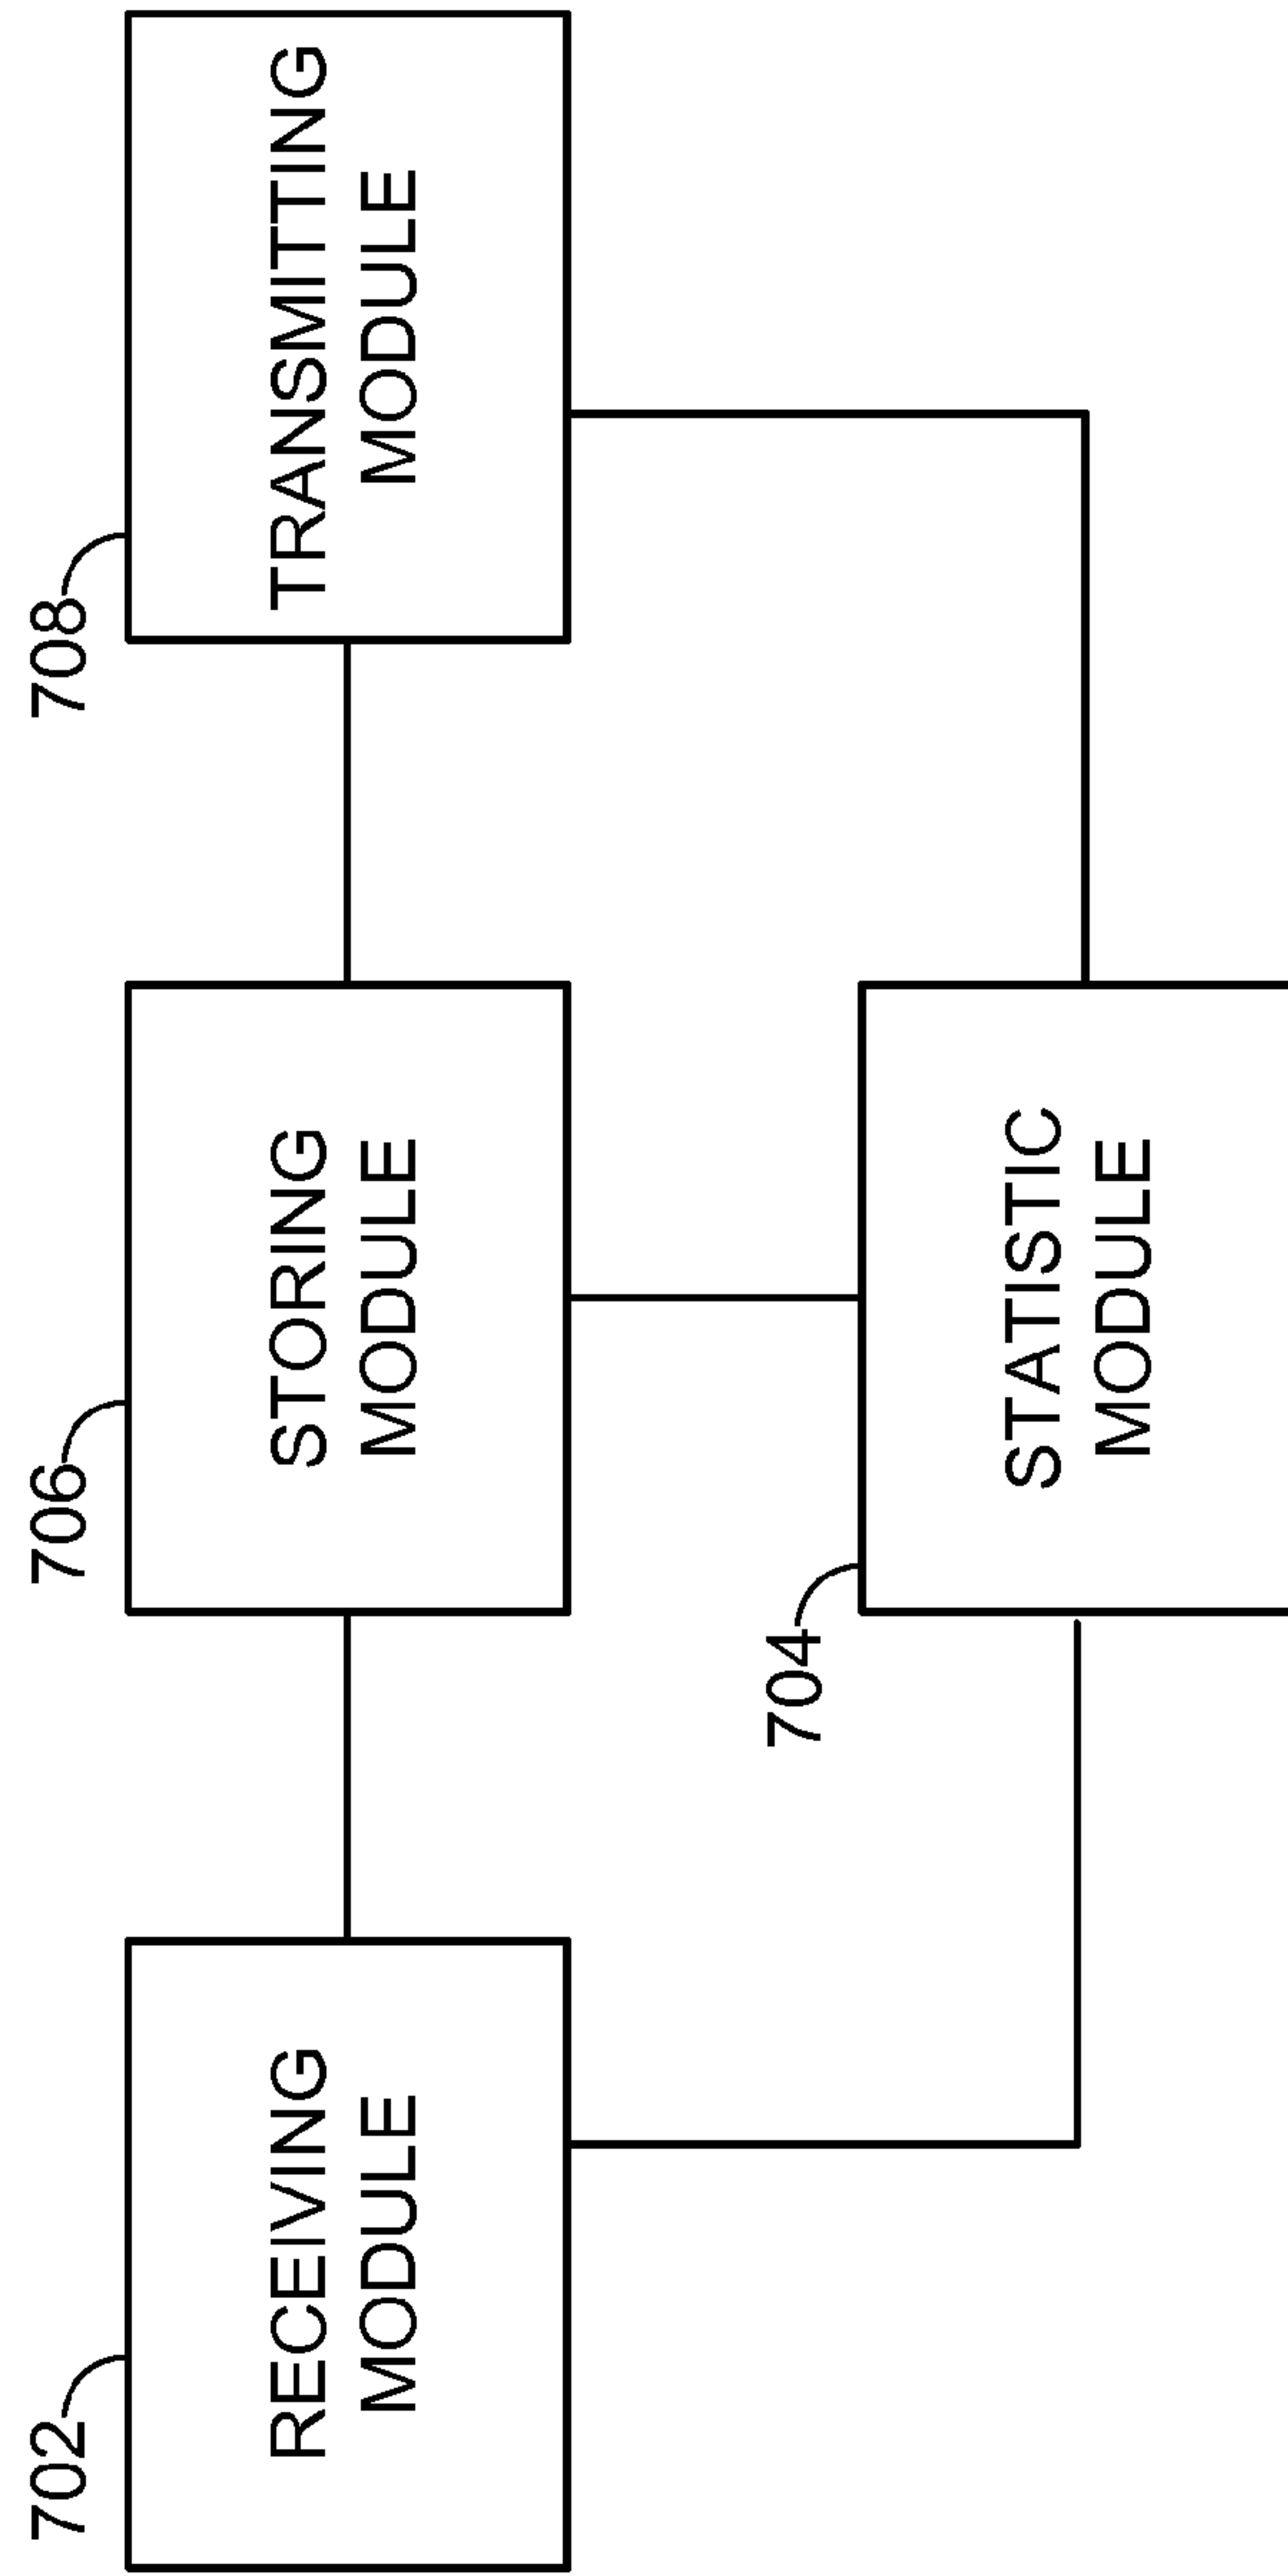 702
RECEIVING
MODULE
706
STORING
MODULE
708
TRANSMITTING
MODULE
704
STATISTIC
MODULE